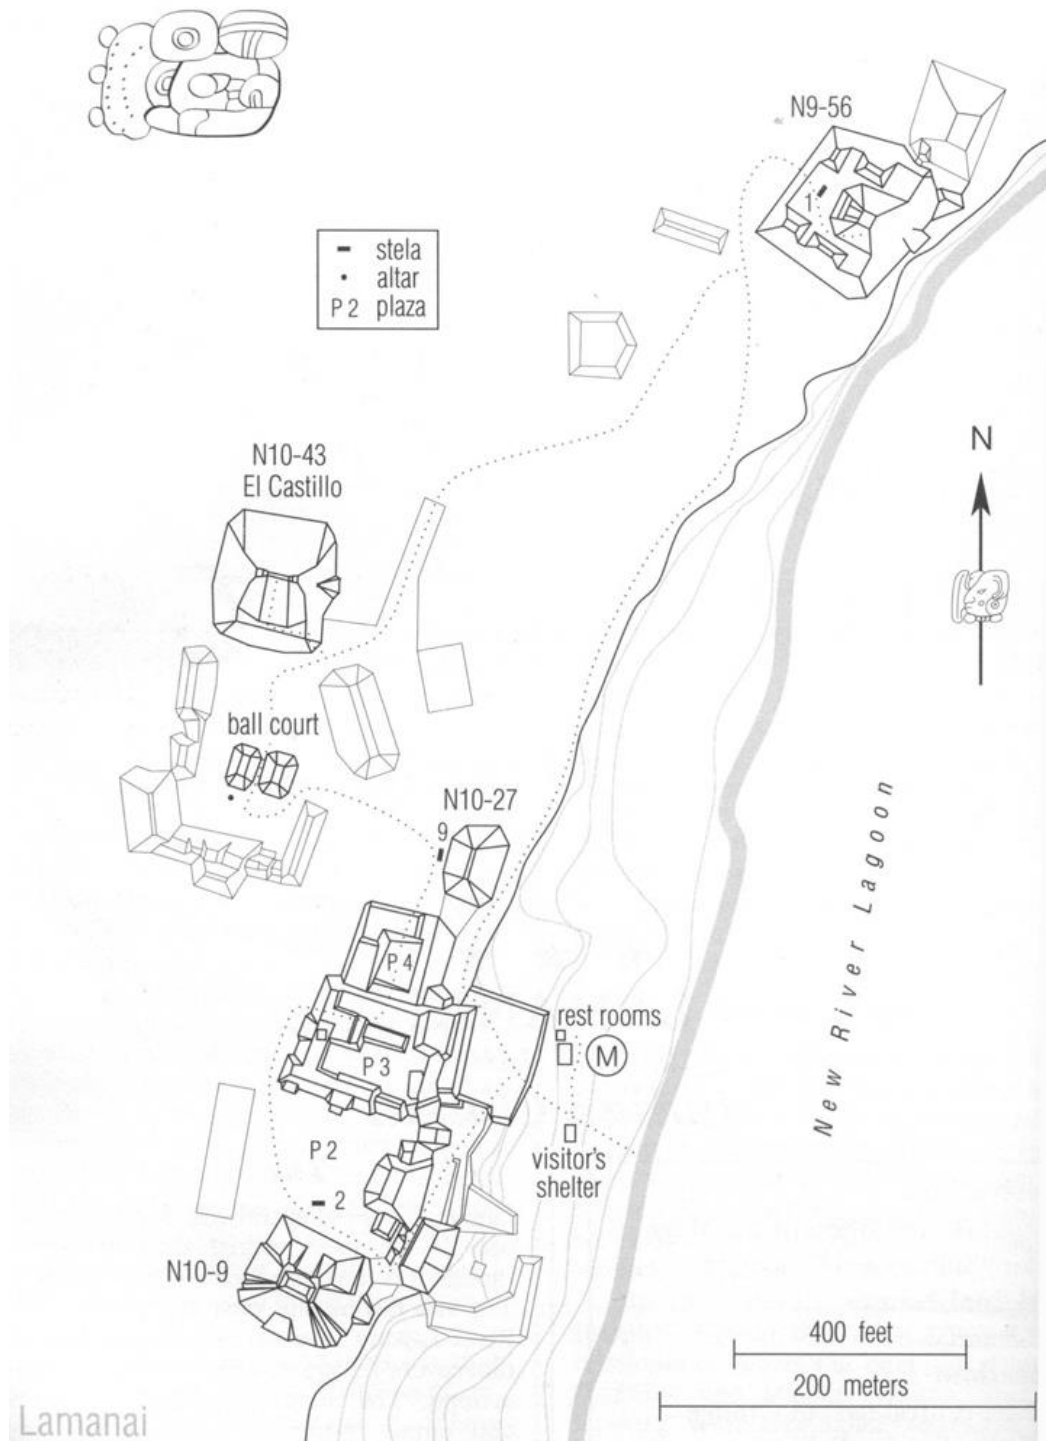 N9-56
1
stela
altar
P 2 plaza
N
N10-43
El Castillo
ball court
N10-27
9
P 4
rest rooms
M
P 3
New River Lagoon
P 2
visitor's
shelter
2
N10-9
400 feet
200 meters
Lamanai